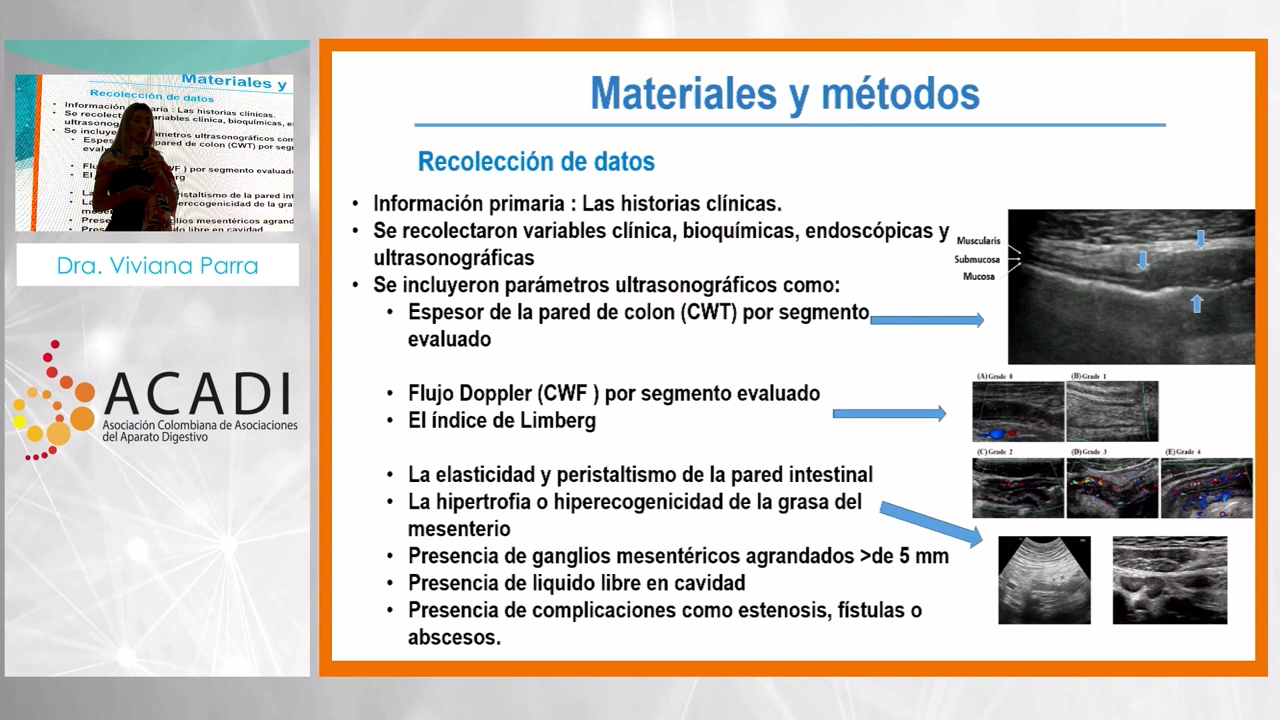 Materiales y
Recolección de datos
Dra. Viviana Parra
ACADI
Asociación Colombiana de Asociaciones
del Aparato Digestivo
Materiales y métodos
Recolección de datos
• Información primaria : Las historias clínicas.
• Se recolectaron variables clínica, bioquímicas, endoscópicas y
ultrasonográficas
• Se incluyeron parámetros ultrasonográficos como:
• Espesor de la pared de colon (CWT) por segmento
evaluado
• Flujo Doppler (CWF ) por segmento evaluado
• El índice de Limberg
• La elasticidad y peristaltismo de la pared intestinal
• La hipertrofia o hiperecogenicidad de la grasa del
mesenterio
• Presencia de ganglios mesentéricos agrandados >de 5 mm
• Presencia de liquido libre en cavidad
• Presencia de complicaciones como estenosis, fístulas o
abscesos.
Muscularis
Submucosa
Mucosa
(A) Grade 0
(B) Grade 1
(C) Grade 2
(D) Grade 3
(E) Grade 4